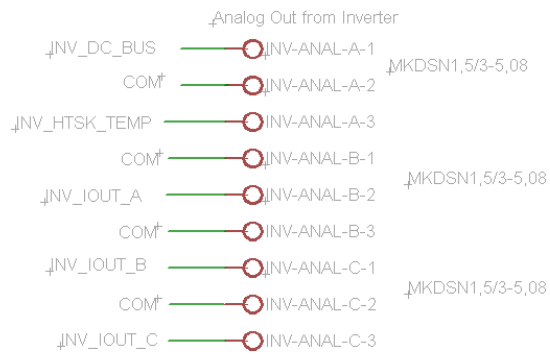 Analog Out from Inverter
INV_DC_BUS INV-ANAL-A-1
MKDSN1,5/3-5,08
COM INV-ANAL-A-2
INV_HTSK_TEMP INV-ANAL-A-3
COM INV-ANAL-B-1
MKDSN1,5/3-5,08
INV_IOUT_A INV-ANAL-B-2
COM INV-ANAL-B-3
INV_IOUT_B INV-ANAL-C-1
MKDSN1,5/3-5,08
COM INV-ANAL-C-2
INV_IOUT_C INV-ANAL-C-3